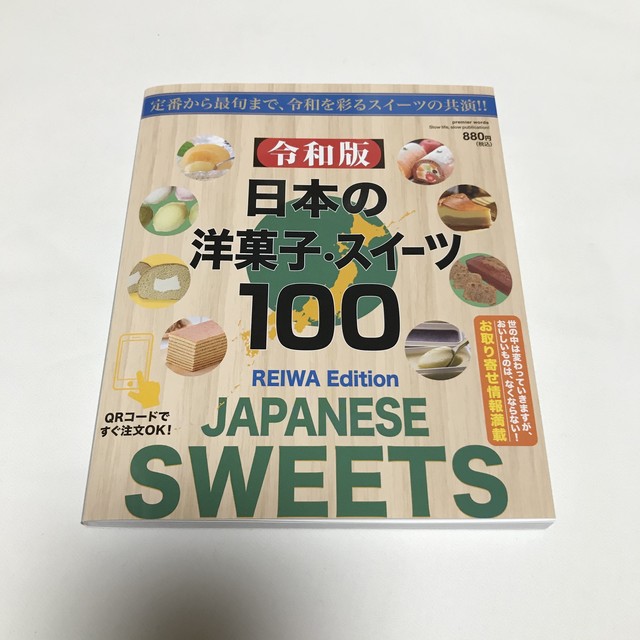 定番から最旬まで、令和を彩るスイーツの共演!!
premier words
Slow life, slow publication!
880円
(税込)
令和版
日本の
洋菓子・スイーツ
100
REIWA Edition
JAPANESE
SWEETS
QRコードで
すぐ注文OK!
世の中は変わっていきますが、
おいしいものは、なくならない!
お取り寄せ情報満載